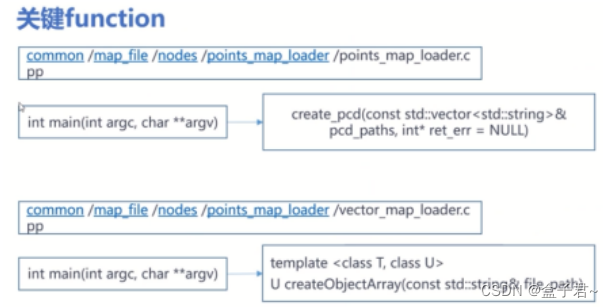 关键function
common /map_file /nodes /points_map_loader /points_map_loader.c
pp
int main(int argc, char **argv)
create_pcd(const std::vector<std::string>&
pcd_paths, int* ret_err = NULL)
common /map_file /nodes /points_map_loader /vector_map_loader.c
pp
int main(int argc, char **argv)
template <class T, class U>
U createObjectArray(const std::string& file_path)
CSDN @盒子君~